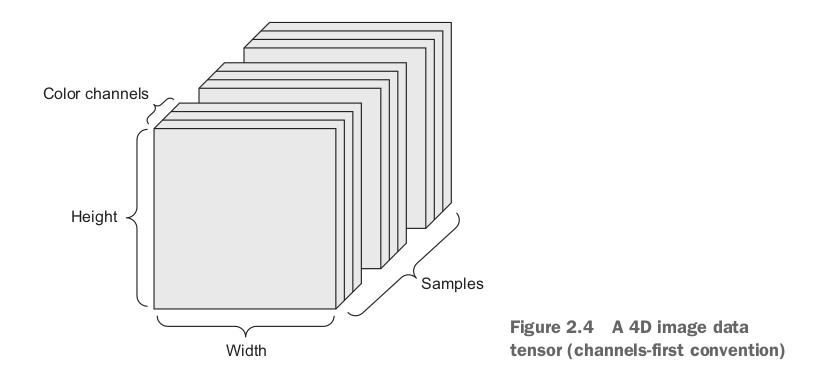 Color channels
Height
Samples
Width
Figure 2.4 A 4D image data
tensor (channels-first convention)